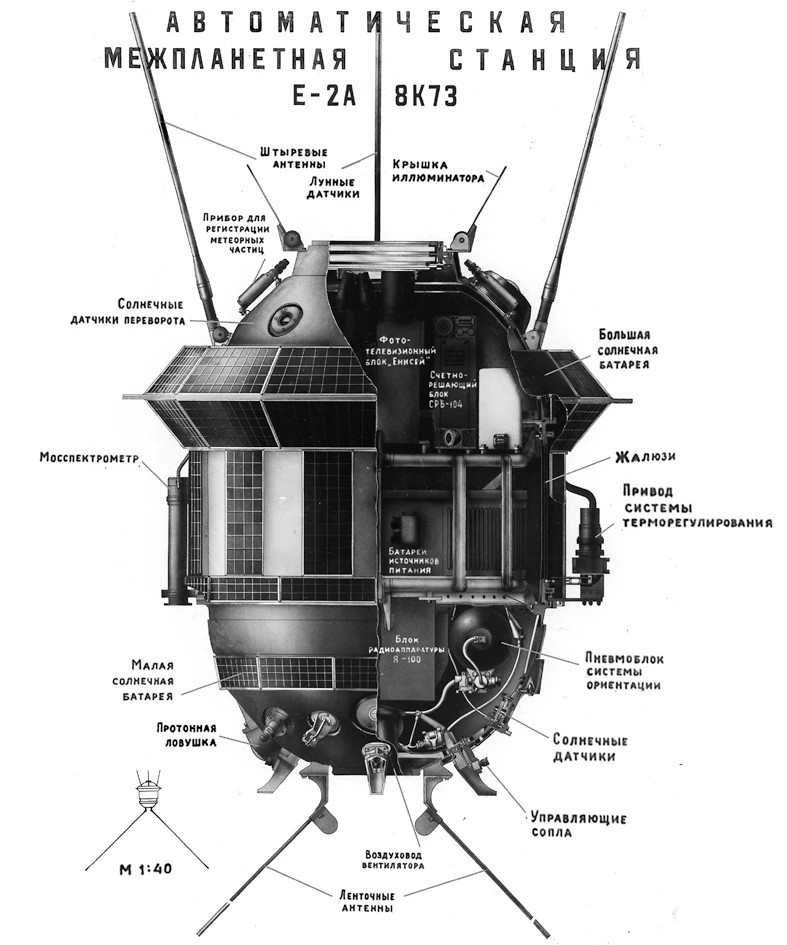 АВТОМАТИЧЕСКАЯ
МЕЖПЛАНЕТНАЯ СТАНЦИЯ
Е-2А 8К73
ШТЫРЕВЫЕ
АНТЕННЫ
ЛУННЫЕ
ДАТЧИКИ
КРЫШКА
ИЛЛЮМИНАТОРА
ПРИБОР ДЛЯ
РЕГИСТРАЦИИ
МЕТЕОРНЫХ
ЧАСТИЦ
СОЛНЕЧНЫЕ
ДАТЧИКИ ПЕРЕВОРОТА
ФОТО-
ТЕЛЕВИЗИОННЫЙ
БЛОК „ЕНИСЕЙ"
СЧЕТНО-
РЕШАЮЩИЙ
БЛОК
СРБ-104
БОЛЬШАЯ
СОЛНЕЧНАЯ
БАТАРЕЯ
МОССПЕКТРОМЕТР
ЖАЛЮЗИ
ПРИВОД
СИСТЕМЫ
ТЕРМОРЕГУЛИРОВАНИЯ
БАТАРЕИ
ИСТОЧНИКОВ
ПИТАНИЯ
БЛОК
РАДИОАППАРАТУРЫ
Я-100
МАЛАЯ
СОЛНЕЧНАЯ
БАТАРЕЯ
ПНЕВМОБЛОК
СИСТЕМЫ
ОРИЕНТАЦИИ
ПРОТОННАЯ
ЛОВУШКА
СОЛНЕЧНЫЕ
ДАТЧИКИ
УПРАВЛЯЮЩИЕ
СОПЛА
М 1:40
ВОЗДУХОВОД
ВЕНТИЛЯТОРА
ЛЕНТОЧНЫЕ
АНТЕННЫ